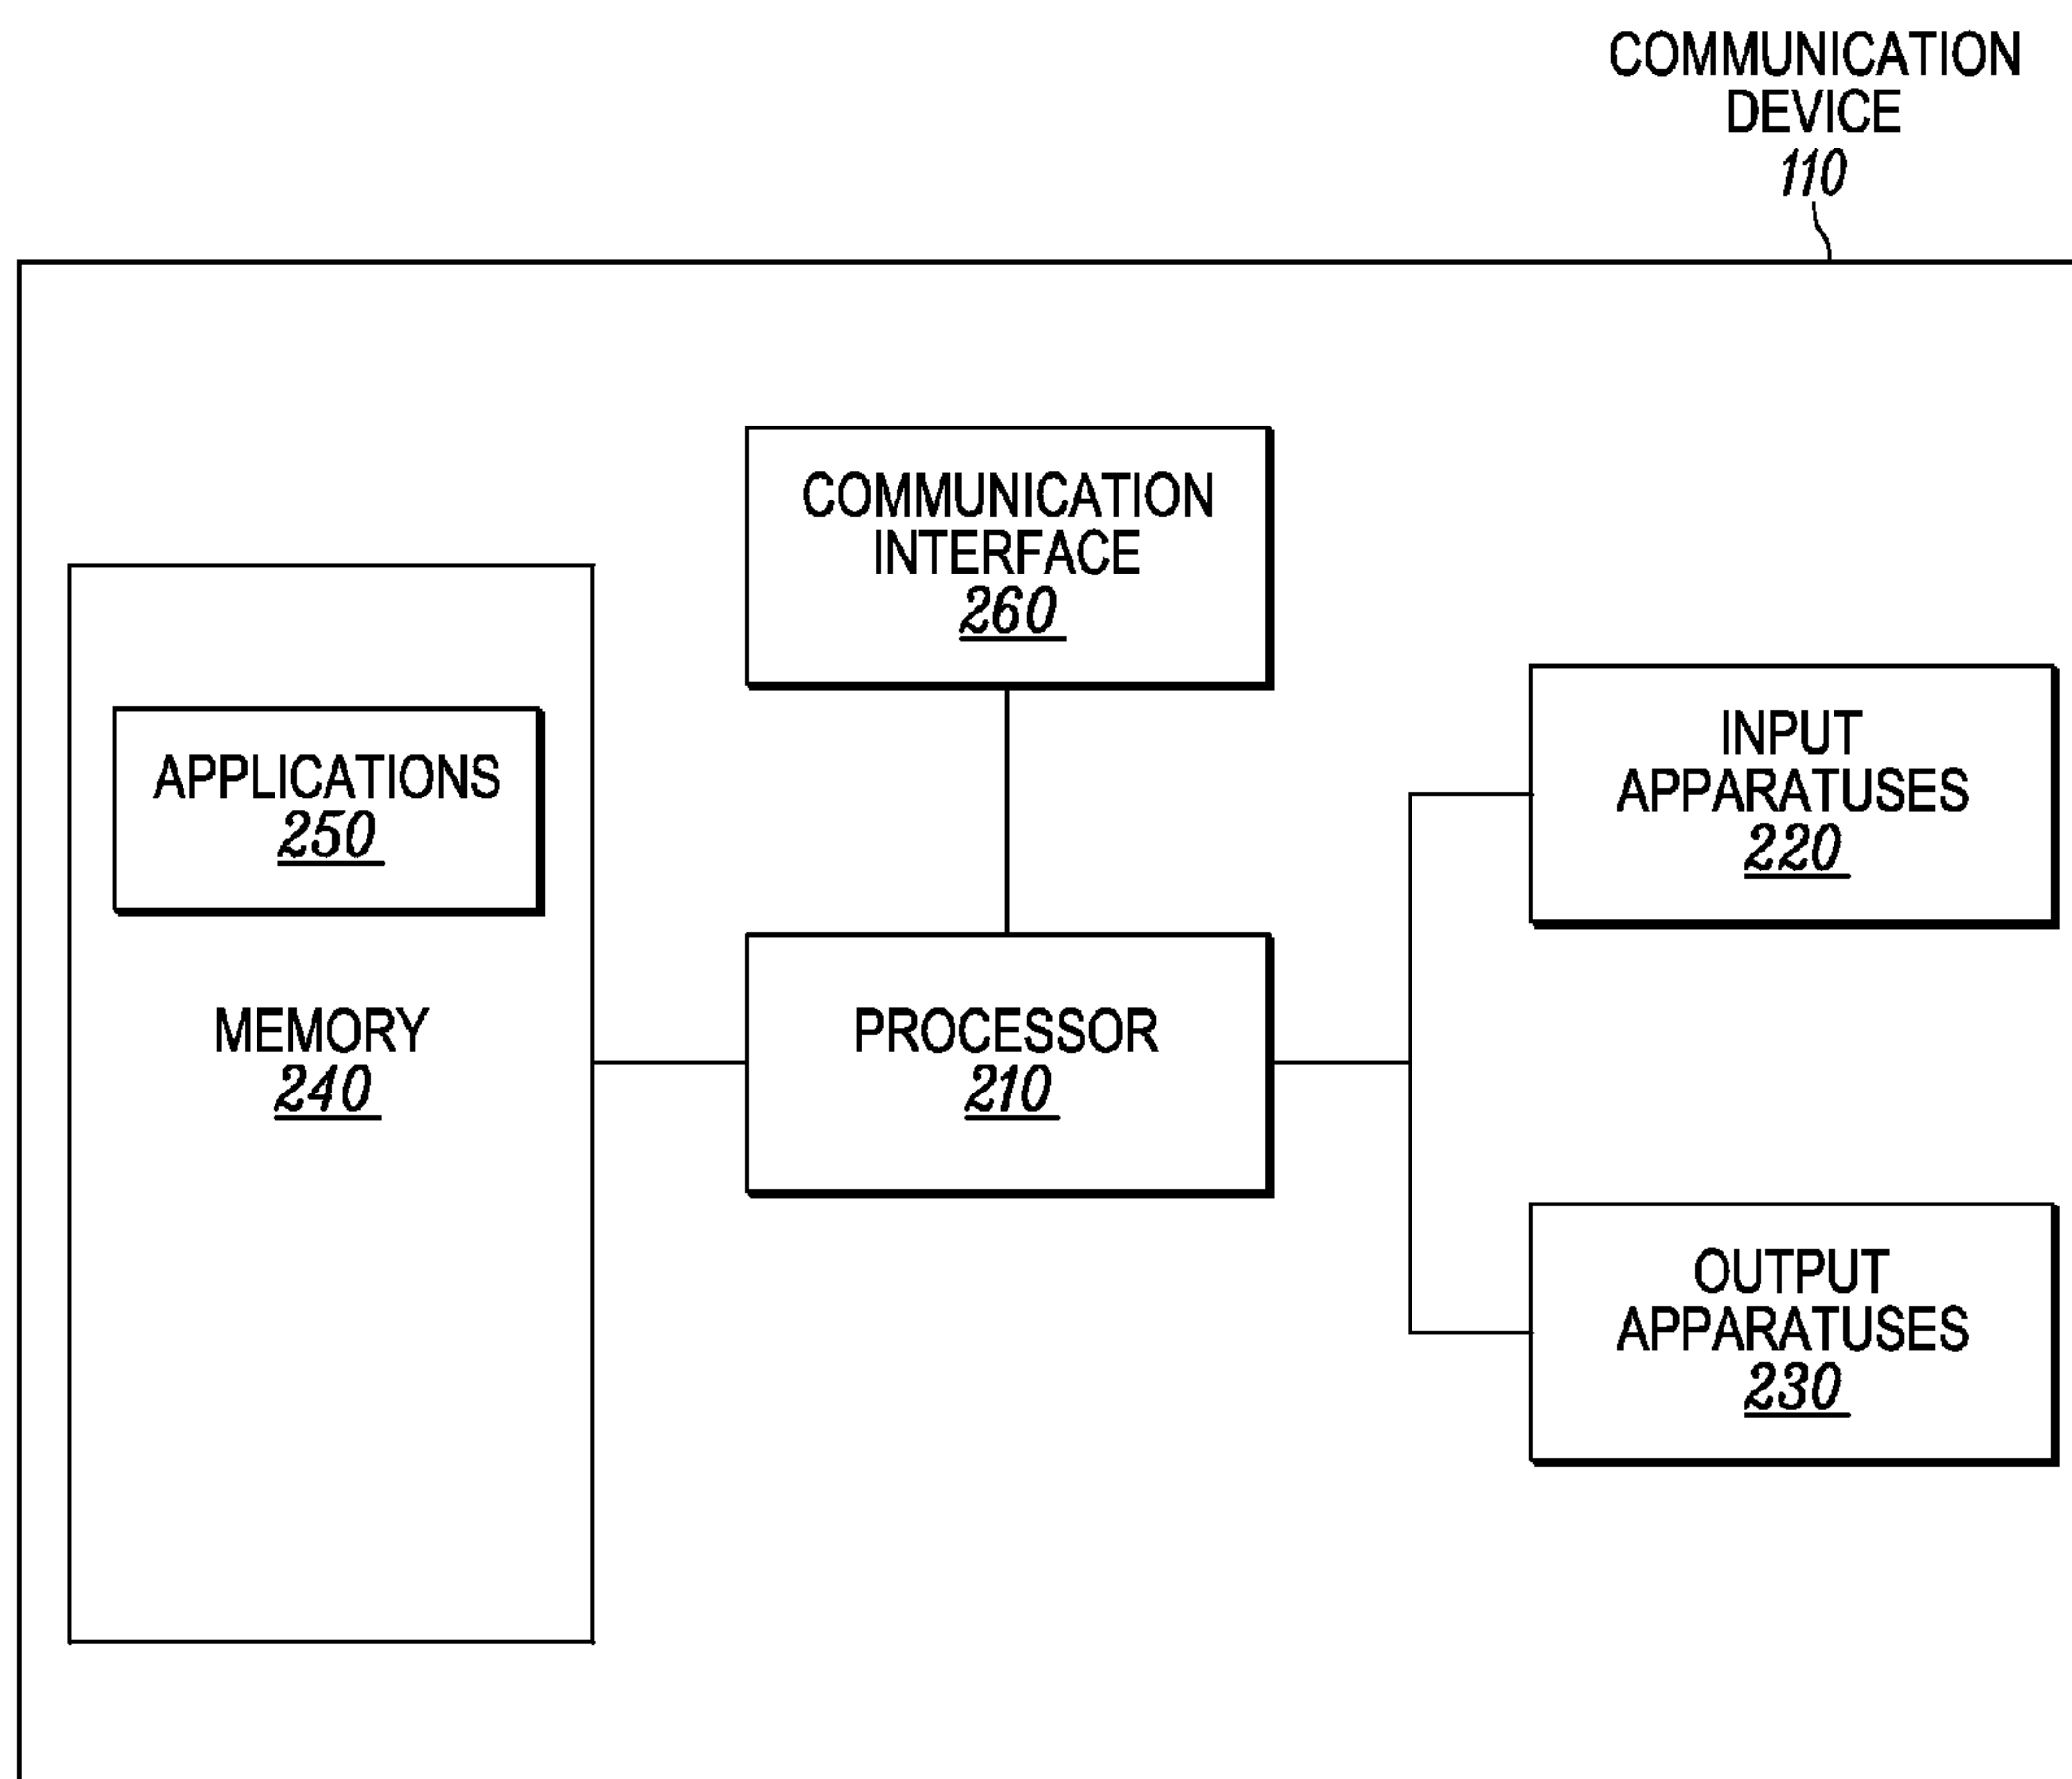 COMMUNICATION
DEVICE
110
COMMUNICATION
INTERFACE
260
APPLICATIONS
250
INPUT
APPARATUSES
220
MEMORY
240
PROCESSOR
210
OUTPUT
APPARATUSES
230